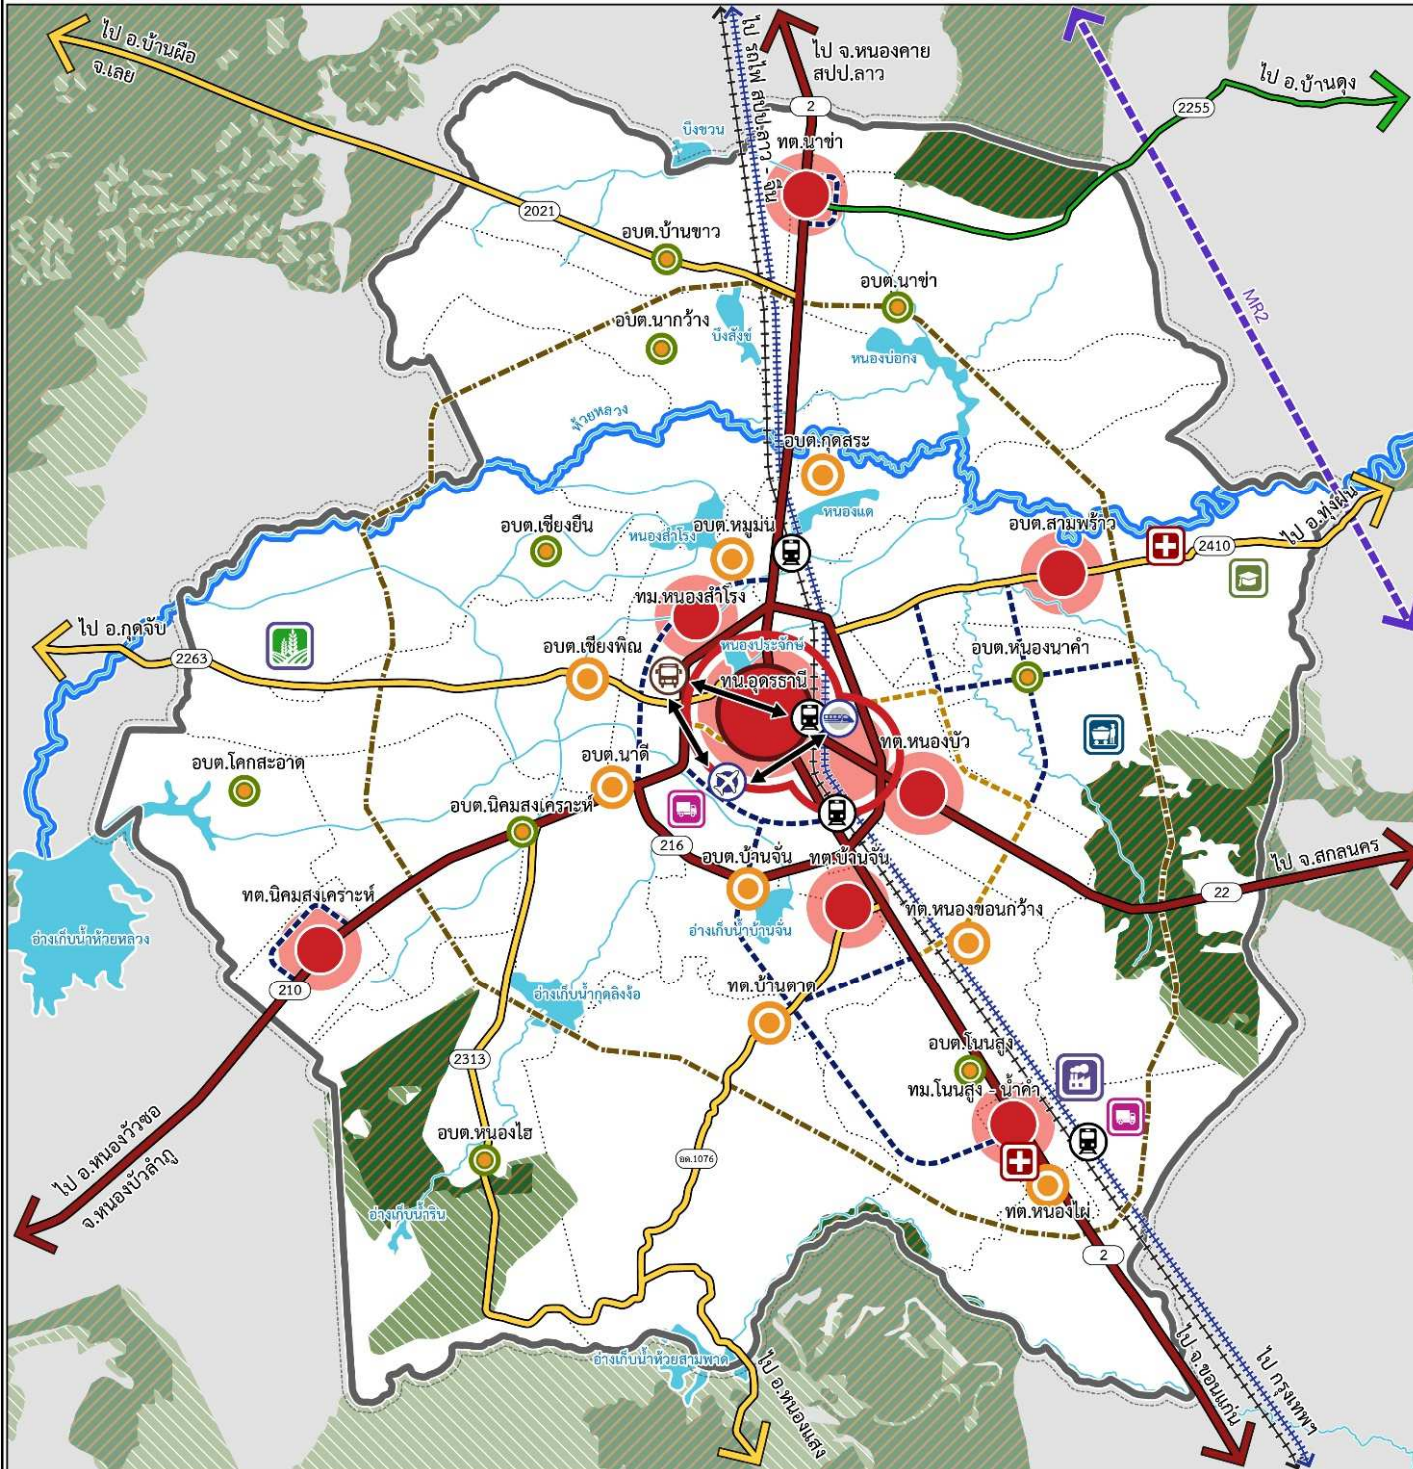 ไป อ.บ้านผือ
จ.เลย
ไป รถไฟ สปป.ลาว - จีน
ไป จ.หนองคาย
สปป.ลาว
ไป อ.บ้านดุง
2
2255
บึงขวน
ทต.นาข่า
2021
อบต.บ้านขาว
อบต.นาข่า
MR2
อบต.นากว้าง
บึงสังข์
หนองบ่อกง
ห้วยหลวง
อบต.กุดสระ
หนองแด
อบต.เชียงยืน
หนองสำโรง
อบต.หมูม่น
อบต.สามพร้าว
ไป อ.ทุ่งฝน
2410
ทม.หนองสำโรง
ไป อ.กุดจับ
2263
อบต.เชียงพิณ
หนองประจักษ์
อบต.หนองนาคำ
ทน.อุดรธานี
อบต.โคกสะอาด
อบต.นาดี
ทต.หนองบัว
อบต.นิคมสงเคราะห์
216
อบต.บ้านจั่น
ทต.บ้านจั่น
ไป จ.สกลนคร
22
ทต.นิคมสงเคราะห์
ทต.หนองขอนกว้าง
อ่างเก็บน้ำห้วยหลวง
อ่างเก็บน้ำบ้านจั่น
210
อ่างเก็บน้ำกุดลิงง้อ
ทต.บ้านตาด
2313
อบต.โนนสูง
ทม.โนนสูง - น้ำคำ
ไป อ.หนองวัวซอ
จ.หนองบัวลำภู
อบต.หนองไฮ
อด.1076
อ่างเก็บน้ำริน
ทต.หนองไผ่
2
อ่างเก็บน้ำห้วยสามพาด
ไป อ.หนองแสง
ไป จ.ขอนแก่น
ไป กรุงเทพฯ